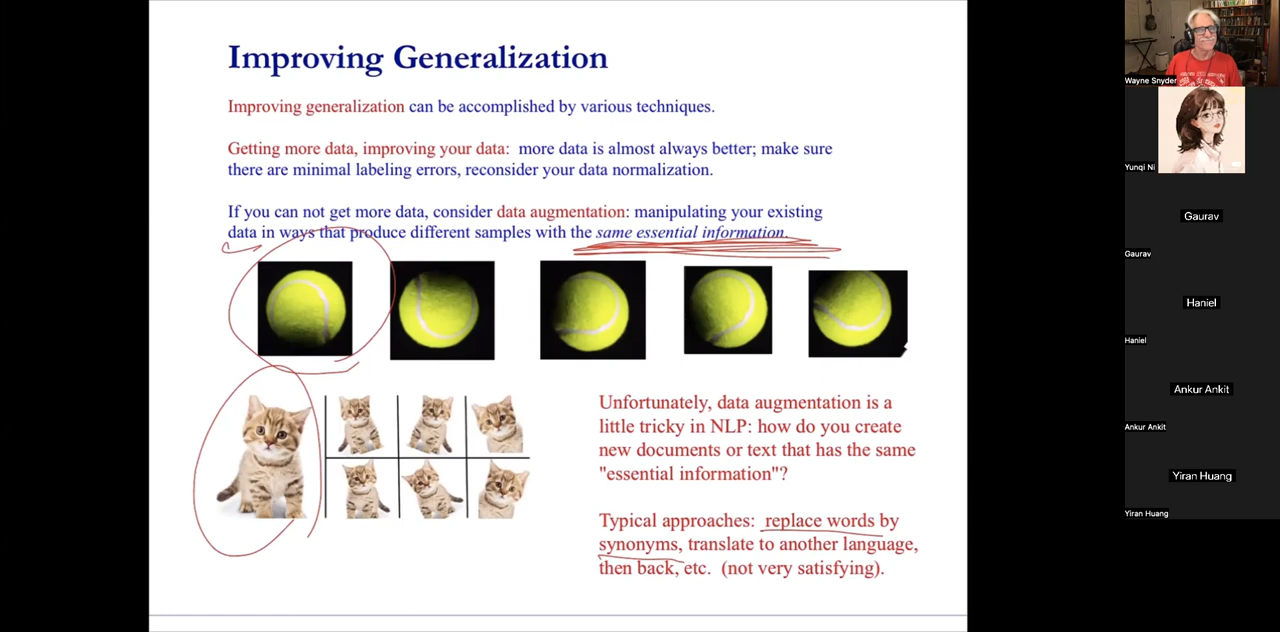 Improving Generalization
Improving generalization can be accomplished by various techniques.
Getting more data, improving your data: more data is almost always better; make sure
there are minimal labeling errors, reconsider your data normalization.
If you can not get more data, consider data augmentation: manipulating your existing
data in ways that produce different samples with the same essential information.
Unfortunately, data augmentation is a
little tricky in NLP: how do you create
new documents or text that has the same
"essential information"?
Typical approaches: replace words by
synonyms, translate to another language,
then back, etc. (not very satisfying).
Wayne Snyder
Yunqi Ni
Gaurav
Gaurav
Haniel
Haniel
Ankur Ankit
Ankur Ankit
Yiran Huang
Yiran Huang